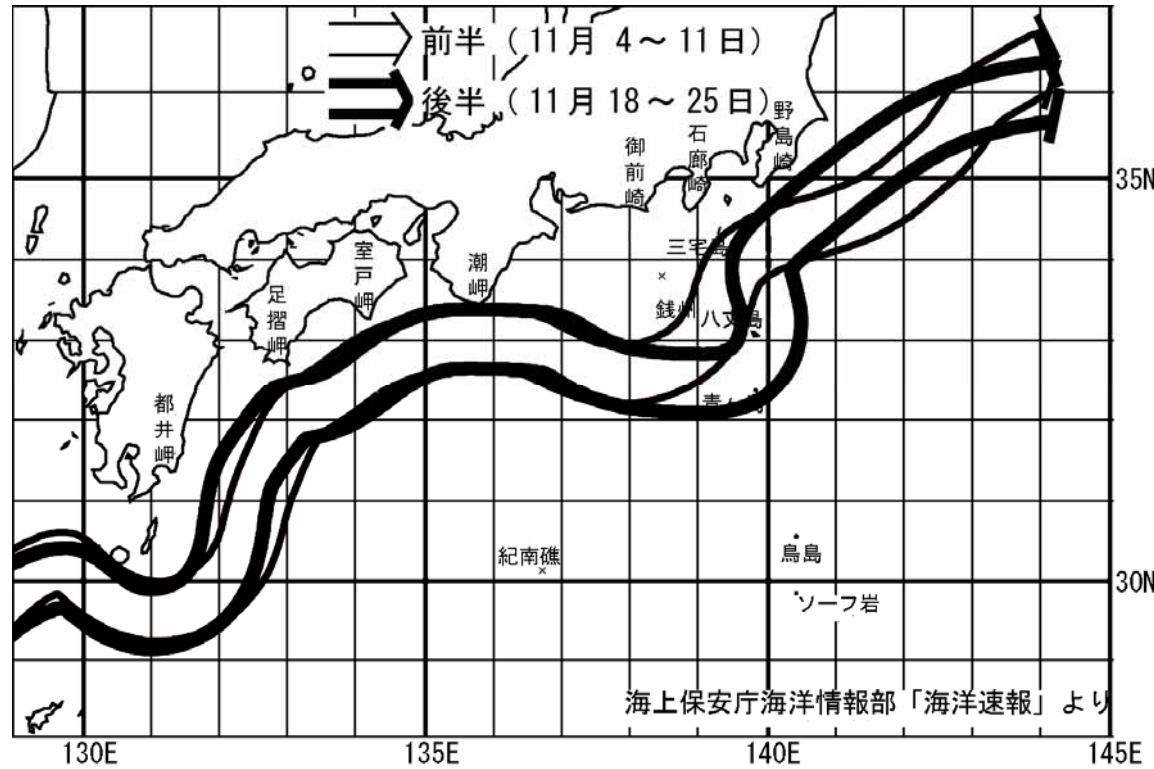 前半（11月 4～11日）
後半（11月18～25日）
野島崎
石廊崎
御前崎
35N
室戸岬
潮岬
三宅島
足摺岬
銭州
八丈島
都井岬
紀南礁
鳥島
30N
ソーフ岩
海上保安庁海洋情報部「海洋速報」より
130E
135E
140E
145E